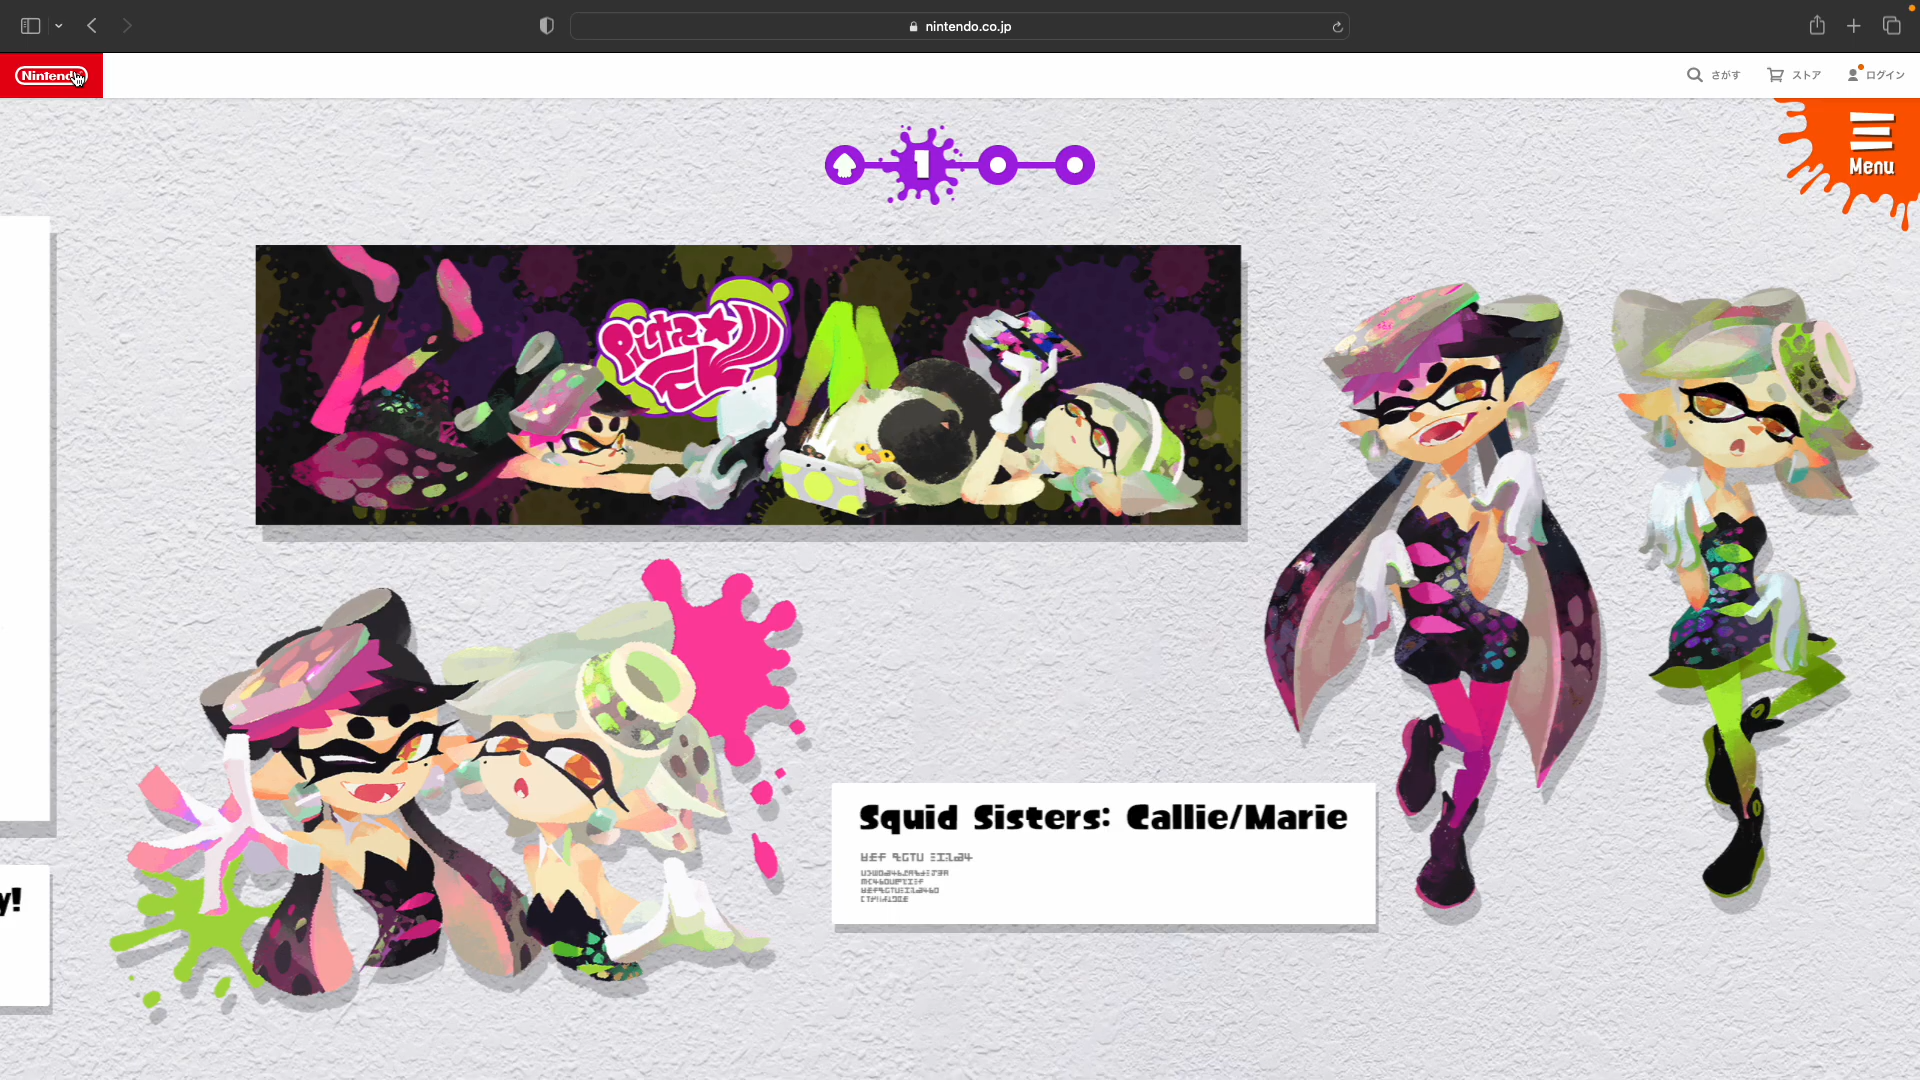 nintendo.co.jp
Nintendo
さがす
ストア
ログイン
1
Menu
Squid Sisters: Callie/Marie
y!